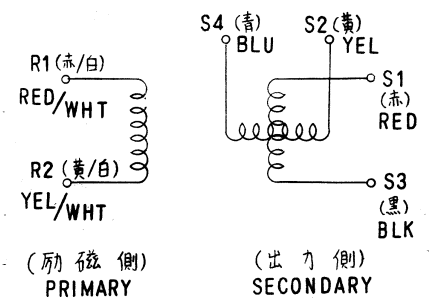 S4 (青)
BLU
S2 (黄)
YEL
R1 (赤/白)
RED/WHT
S1
(赤)
RED
R2 (黄/白)
YEL/WHT
S3
(黒)
BLK
(励磁側)
PRIMARY
(出力側)
SECONDARY